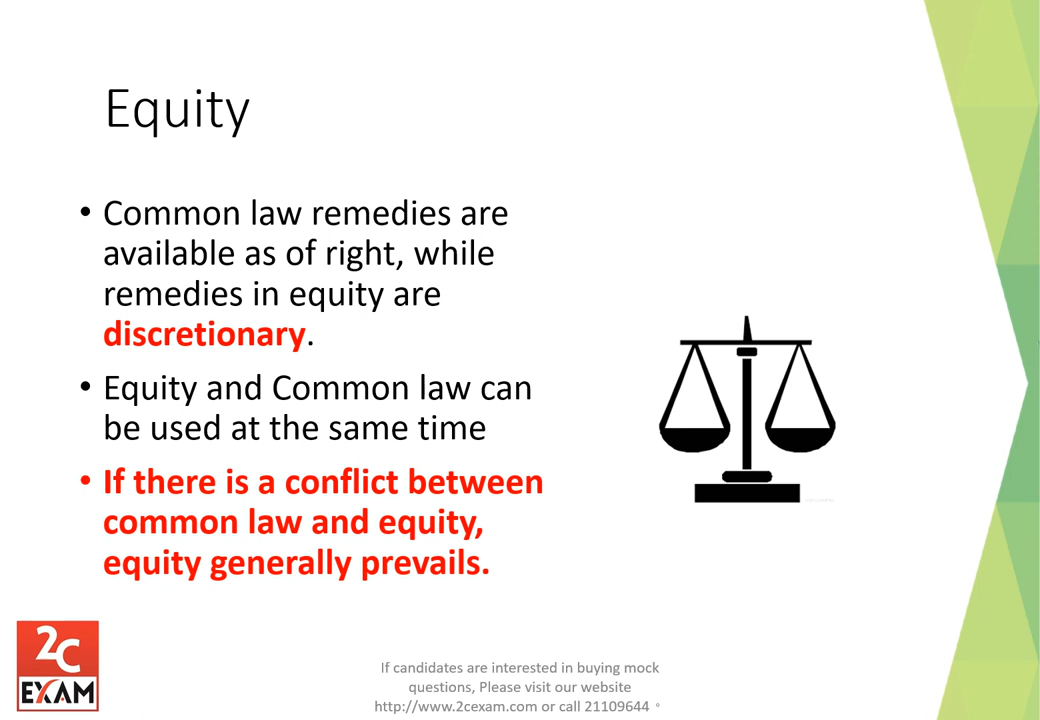 Equity
• Common law remedies are
available as of right, while
remedies in equity are
discretionary.
• Equity and Common law can
be used at the same time
• If there is a conflict between
common law and equity,
equity generally prevails.
2C
EXAM
If candidates are interested in buying mock
questions, Please visit our website
http://www.2cexam.com or call 21109644 。